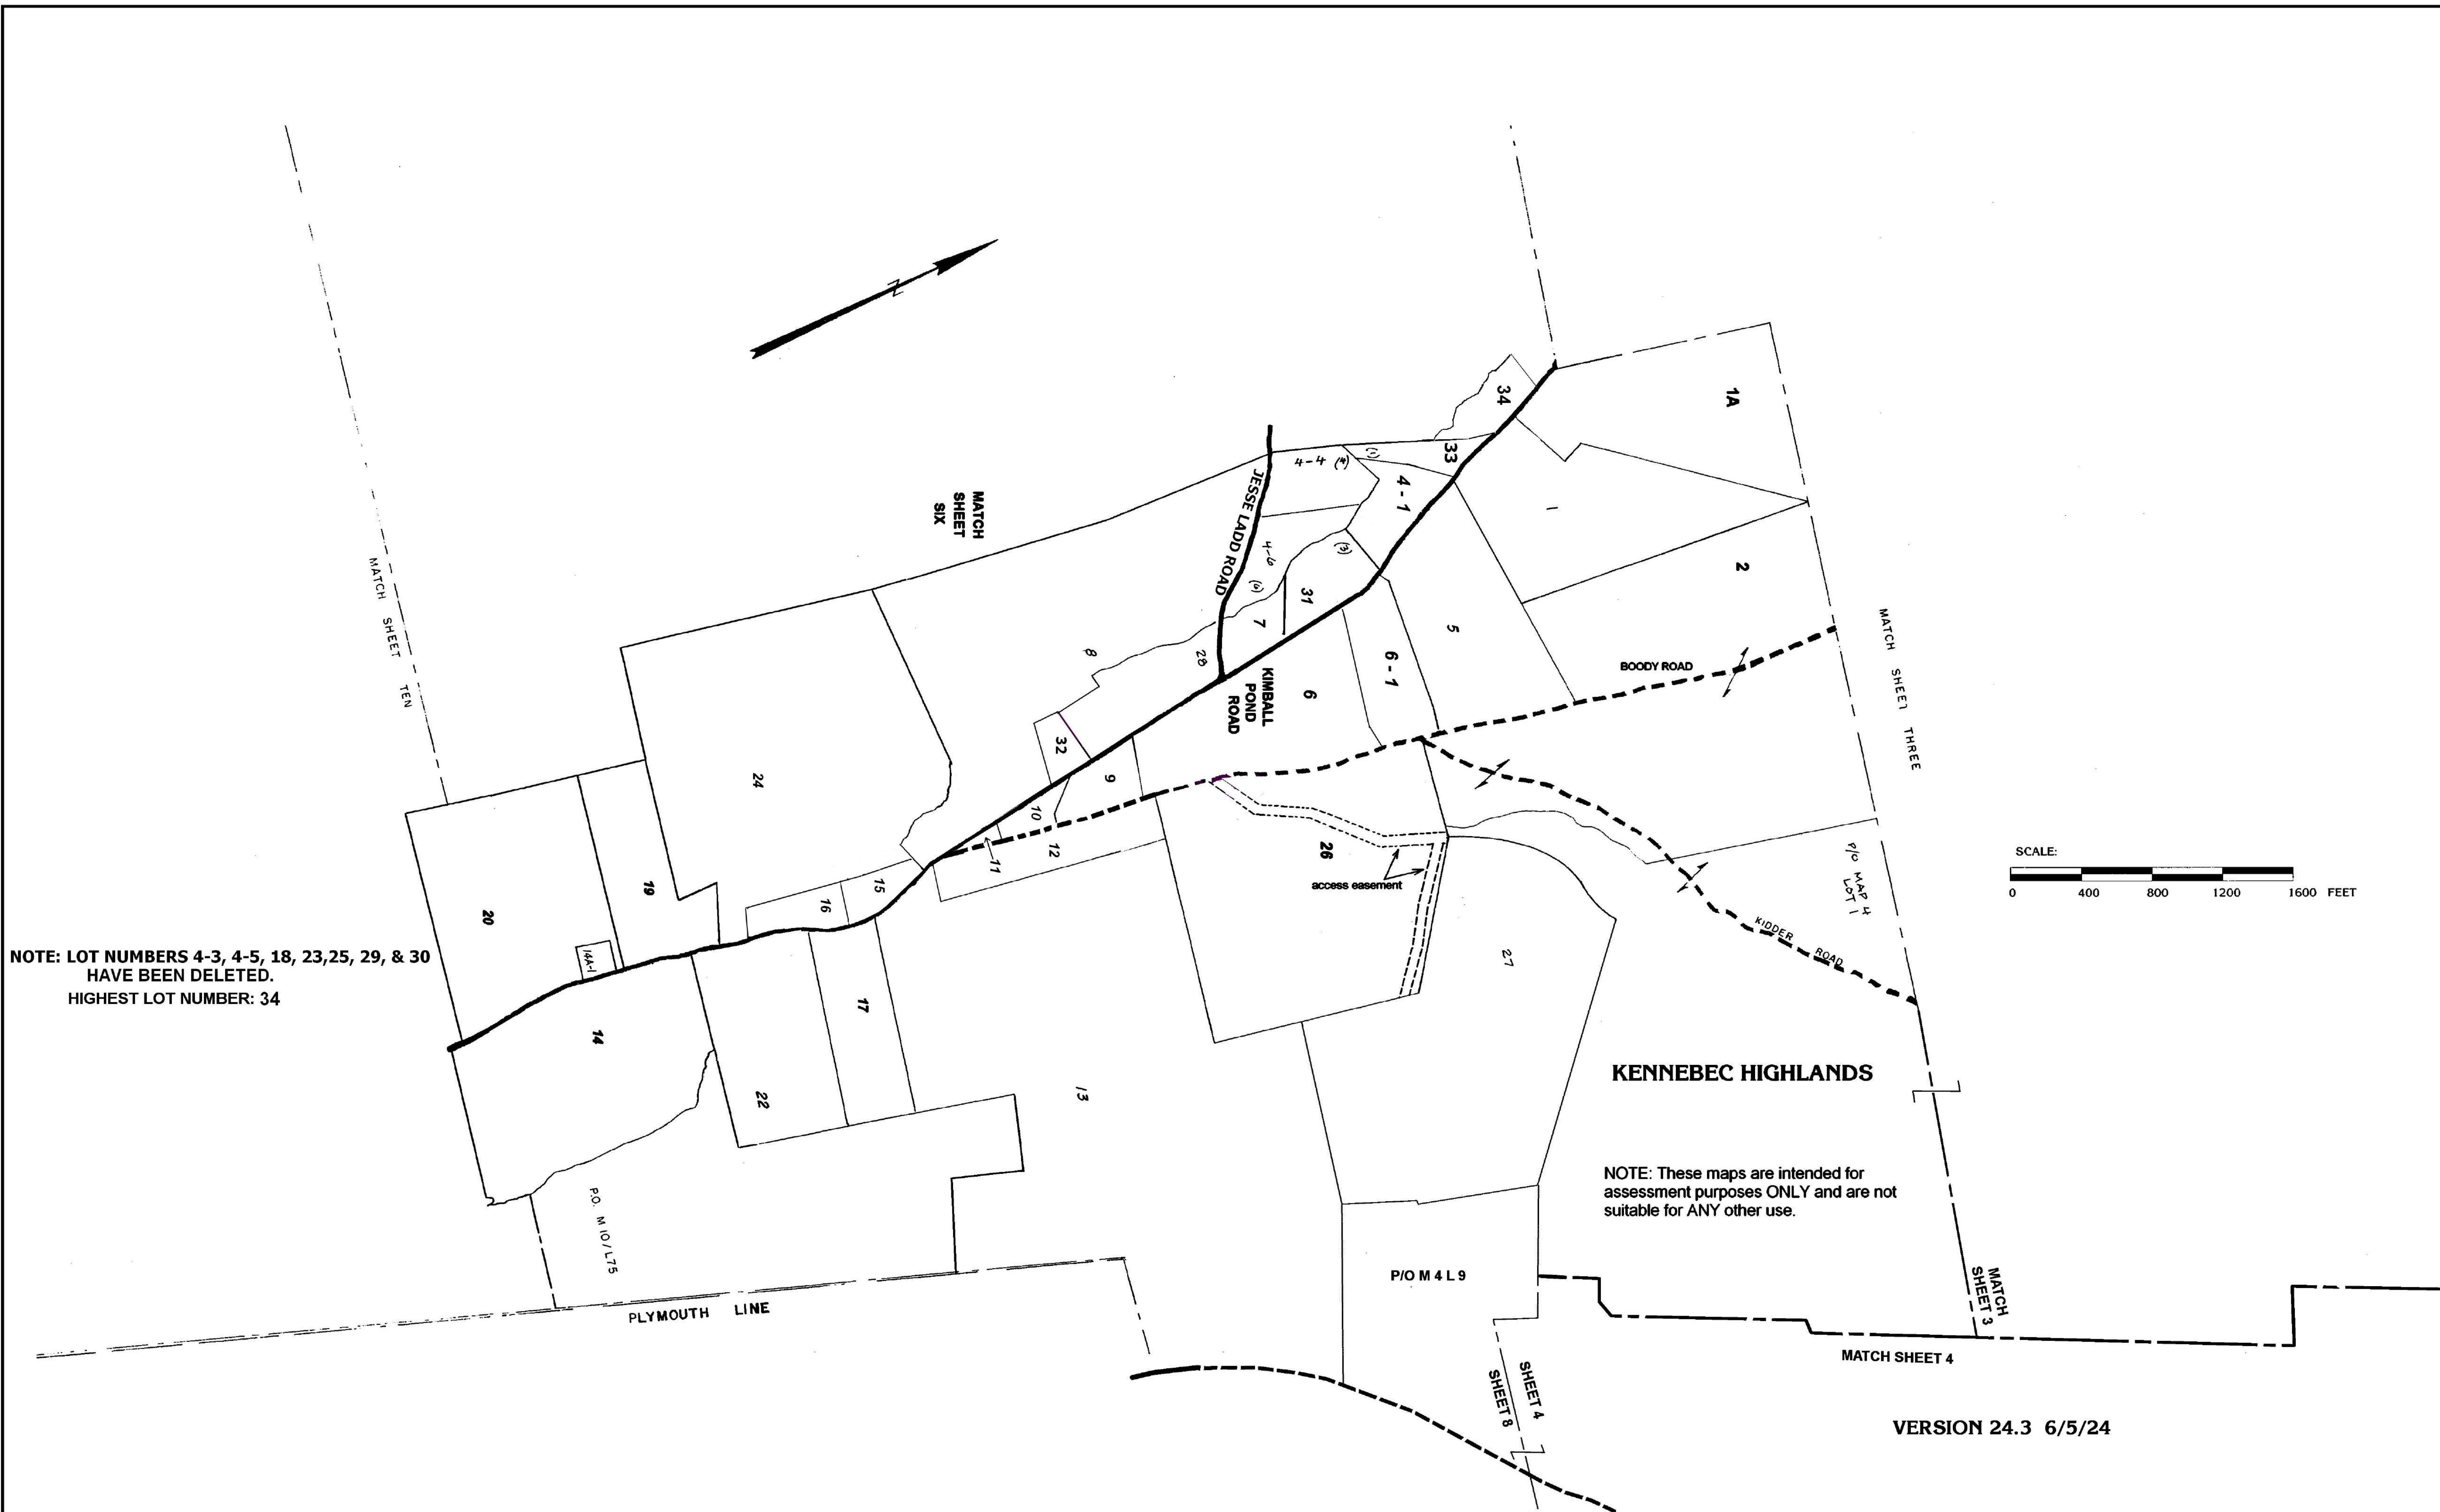 N
1A
34
33
(1)
4-4 (4)
4-1
1
JESSE LADD ROAD
MATCH
SHEET
SIX
(3)
4-6
(6)
31
2
7
5
MATCH SHEET TEN
MATCH SHEET THREE
8
28
6-1
BOODY ROAD
6
KIMBALL
POND
ROAD
32
9
24
10
12
11
26
access easement
SCALE:
0 400 800 1200 1600 FEET
P/O MAP 4
LOT 1
15
16
19
20
KIDDER ROAD
NOTE: LOT NUMBERS 4-3, 4-5, 18, 23,25, 29, & 30
HAVE BEEN DELETED.
HIGHEST LOT NUMBER: 34
14A-1
27
17
14
22
13
KENNEBEC HIGHLANDS
NOTE: These maps are intended for
assessment purposes ONLY and are not
suitable for ANY other use.
P.O. M 10/L75
P/O M 4 L 9
MATCH
SHEET 3
PLYMOUTH LINE
MATCH SHEET 4
SHEET 4
SHEET 8
VERSION 24.3 6/5/24